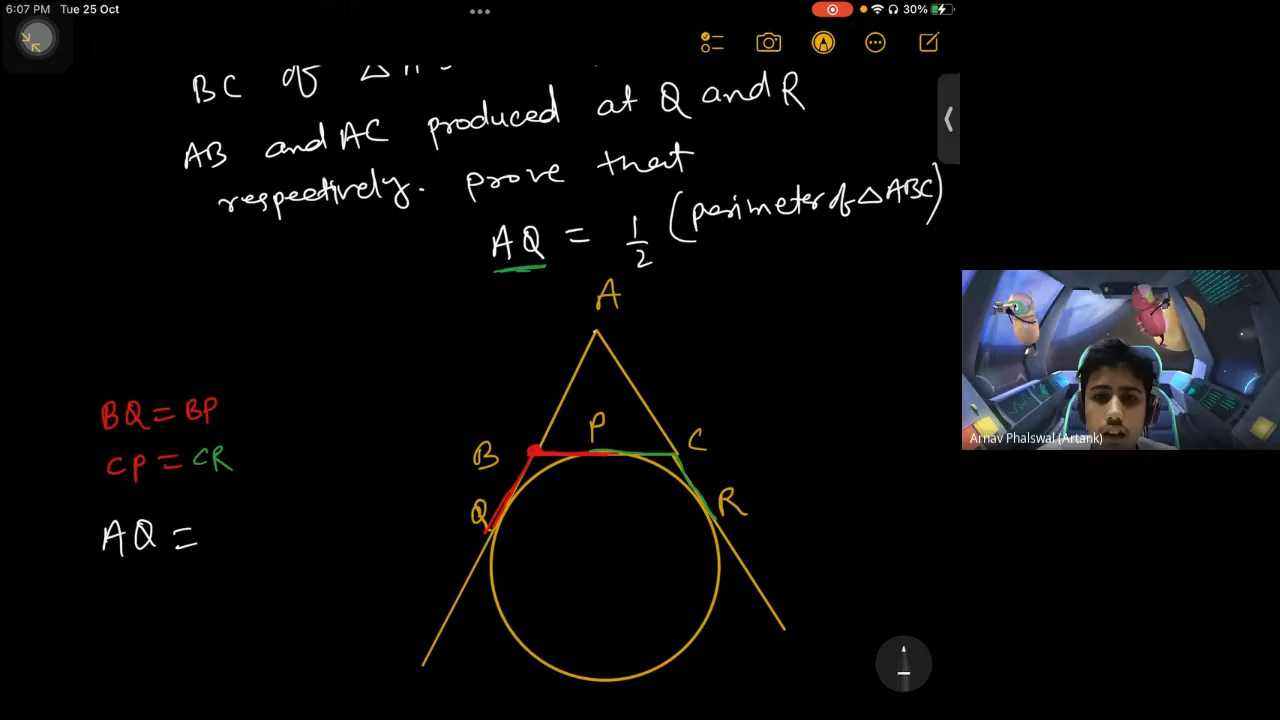 6:07 PM Tue 25 Oct
30%
BC of △
AB and AC produced at Q and R
respectively. prove that
AQ = 1/2 (perimeter of △ABC)
A
BQ = BP
CP = CR
AQ =
B
P
C
Q
R
Arnav Phalswal (Artank)